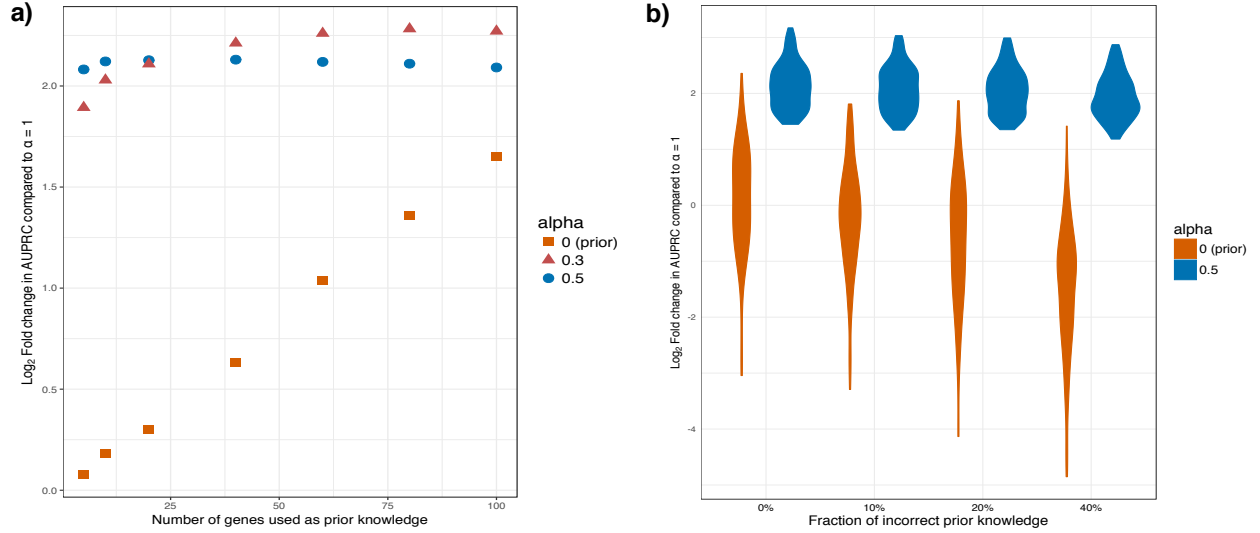 a)
Log₂ Fold change in AUPRC compared to α = 1
2.0
1.5
1.0
0.5
0.0
25
50
75
100
Number of genes used as prior knowledge
alpha
0 (prior)
0.3
0.5
b)
Log₂ Fold change in AUPRC compared to α = 1
2
0
-2
-4
0%
10%
20%
40%
Fraction of incorrect prior knowledge
alpha
0 (prior)
0.5